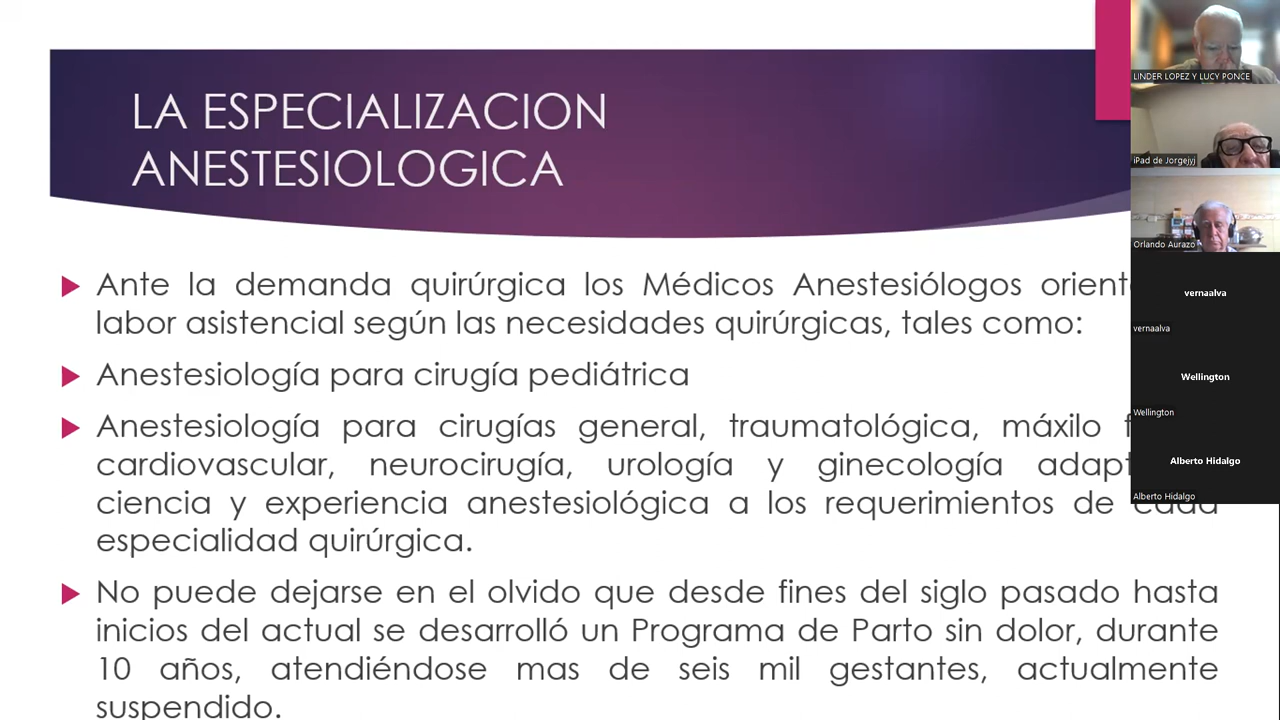 LA ESPECIALIZACION
ANESTESIOLOGICA
Ante la demanda quirúrgica los Médicos Anestesiólogos
labor asistencial según las necesidades quirúrgicas, tales como:
Anestesiología para cirugía pediátrica
Anestesiología para cirugías general, traumatológica, máxilo
cardiovascular, neurocirugía, urología y ginecología
ciencia y experiencia anestesiológica a los requerimientos de cada
especialidad quirúrgica.
No puede dejarse en el olvido que desde fines del siglo pasado hasta
inicios del actual se desarrolló un Programa de Parto sin dolor, durante
10 años, atendiéndose mas de seis mil gestantes, actualmente
suspendido.
LINDER LOPEZ Y LUCY PONCE
iPad de Jorgejyj
Orlando Aurazo
vernaalva
vernaalva
Wellington
Wellington
Alberto Hidalgo
Alberto Hidalgo